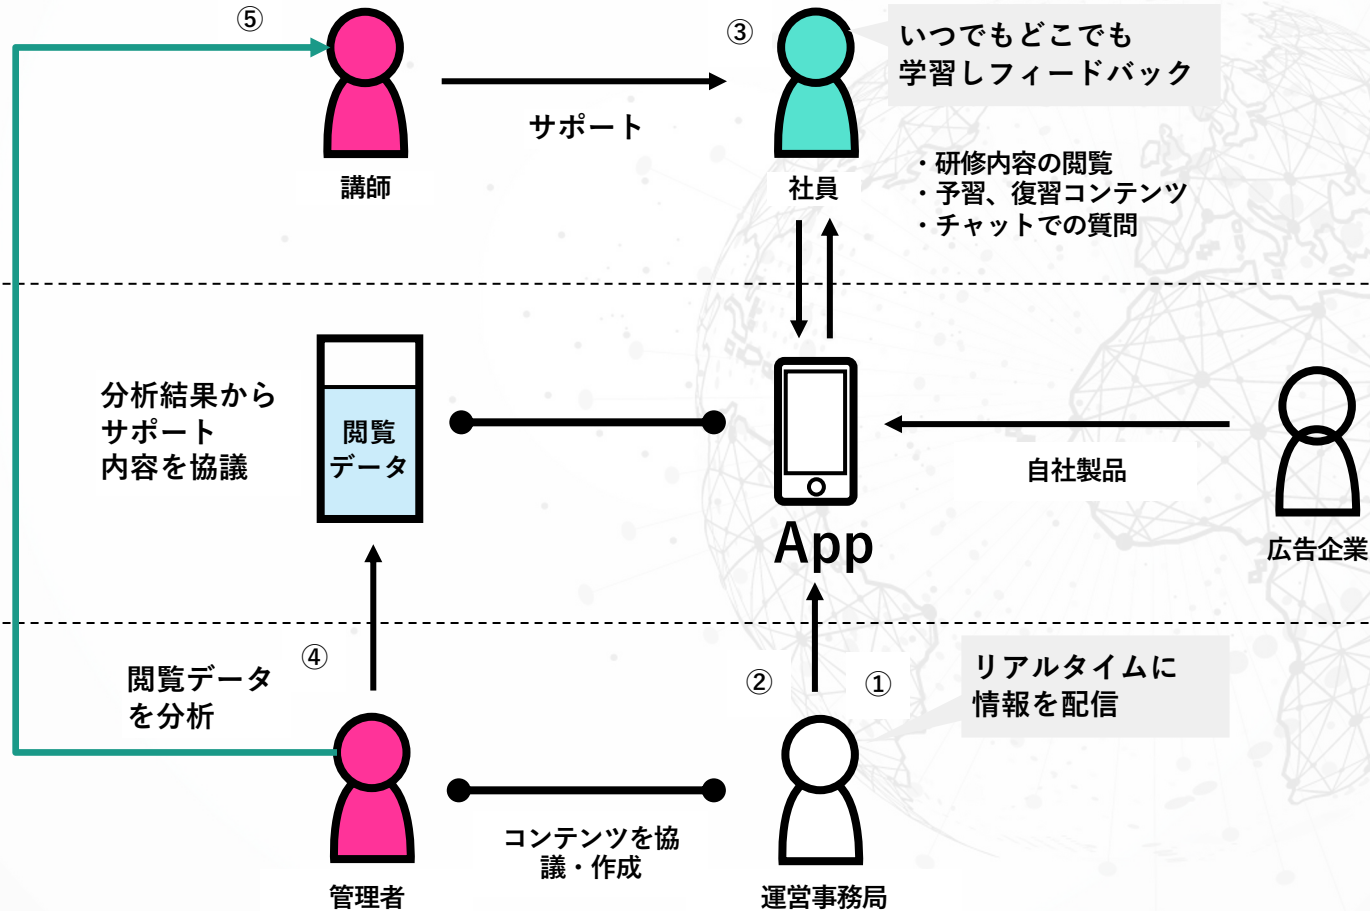 ⑤
③
いつでもどこでも
学習しフィードバック
サポート
講師
社員
・研修内容の閲覧
・予習、復習コンテンツ
・チャットでの質問
分析結果から
サポート
内容を協議
閲覧
データ
App
自社製品
広告企業
④
閲覧データ
を分析
②
①
リアルタイムに
情報を配信
コンテンツを協
議・作成
管理者
運営事務局